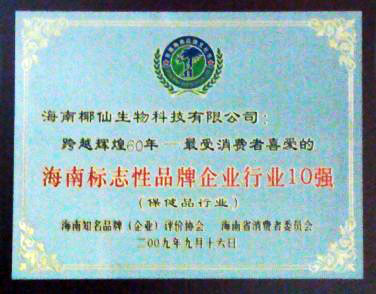 海南椰仙生物科技有限公司：
跨越辉煌60年—最受消费者喜爱的
海南标志性品牌企业行业10强
（保健品行业）
海南知名品牌（企业）评价协会 海南省消费者委员会
二00九年九月十六日